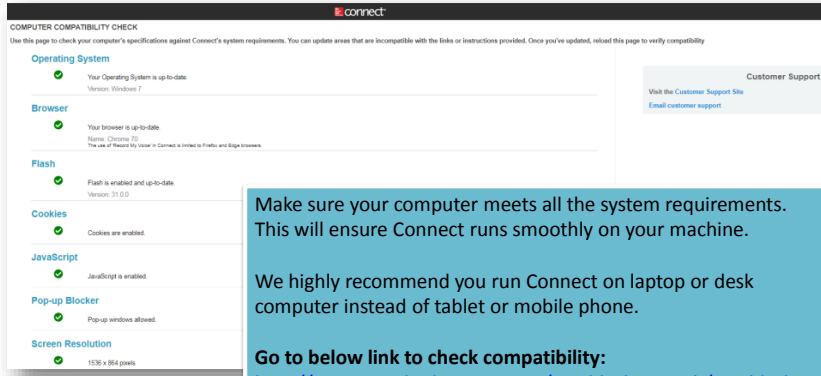 connect
COMPUTER COMPATIBILITY CHECK
Use this page to check your computer's specifications against Connect's system requirements. You can update areas that are incompatible with the links or instructions provided. Once you've updated, reload this page to verify compatibility
Operating System
Your Operating System is up-to-date.
Version: Windows 7
Browser
Your browser is up-to-date.
Name: Chrome 70
The use of 'Record My Voice' in Connect is limited to Firefox and Edge browsers.
Flash
Flash is enabled and up-to-date.
Version: 31.0.0
Cookies
Cookies are enabled.
JavaScript
JavaScript is enabled.
Pop-up Blocker
Pop-up windows allowed.
Screen Resolution
1536 x 864 pixels
Customer Support
Visit the Customer Support Site
Email customer support
Make sure your computer meets all the system requirements.
This will ensure Connect runs smoothly on your machine.
We highly recommend you run Connect on laptop or desk
computer instead of tablet or mobile phone.
Go to below link to check compatibility: